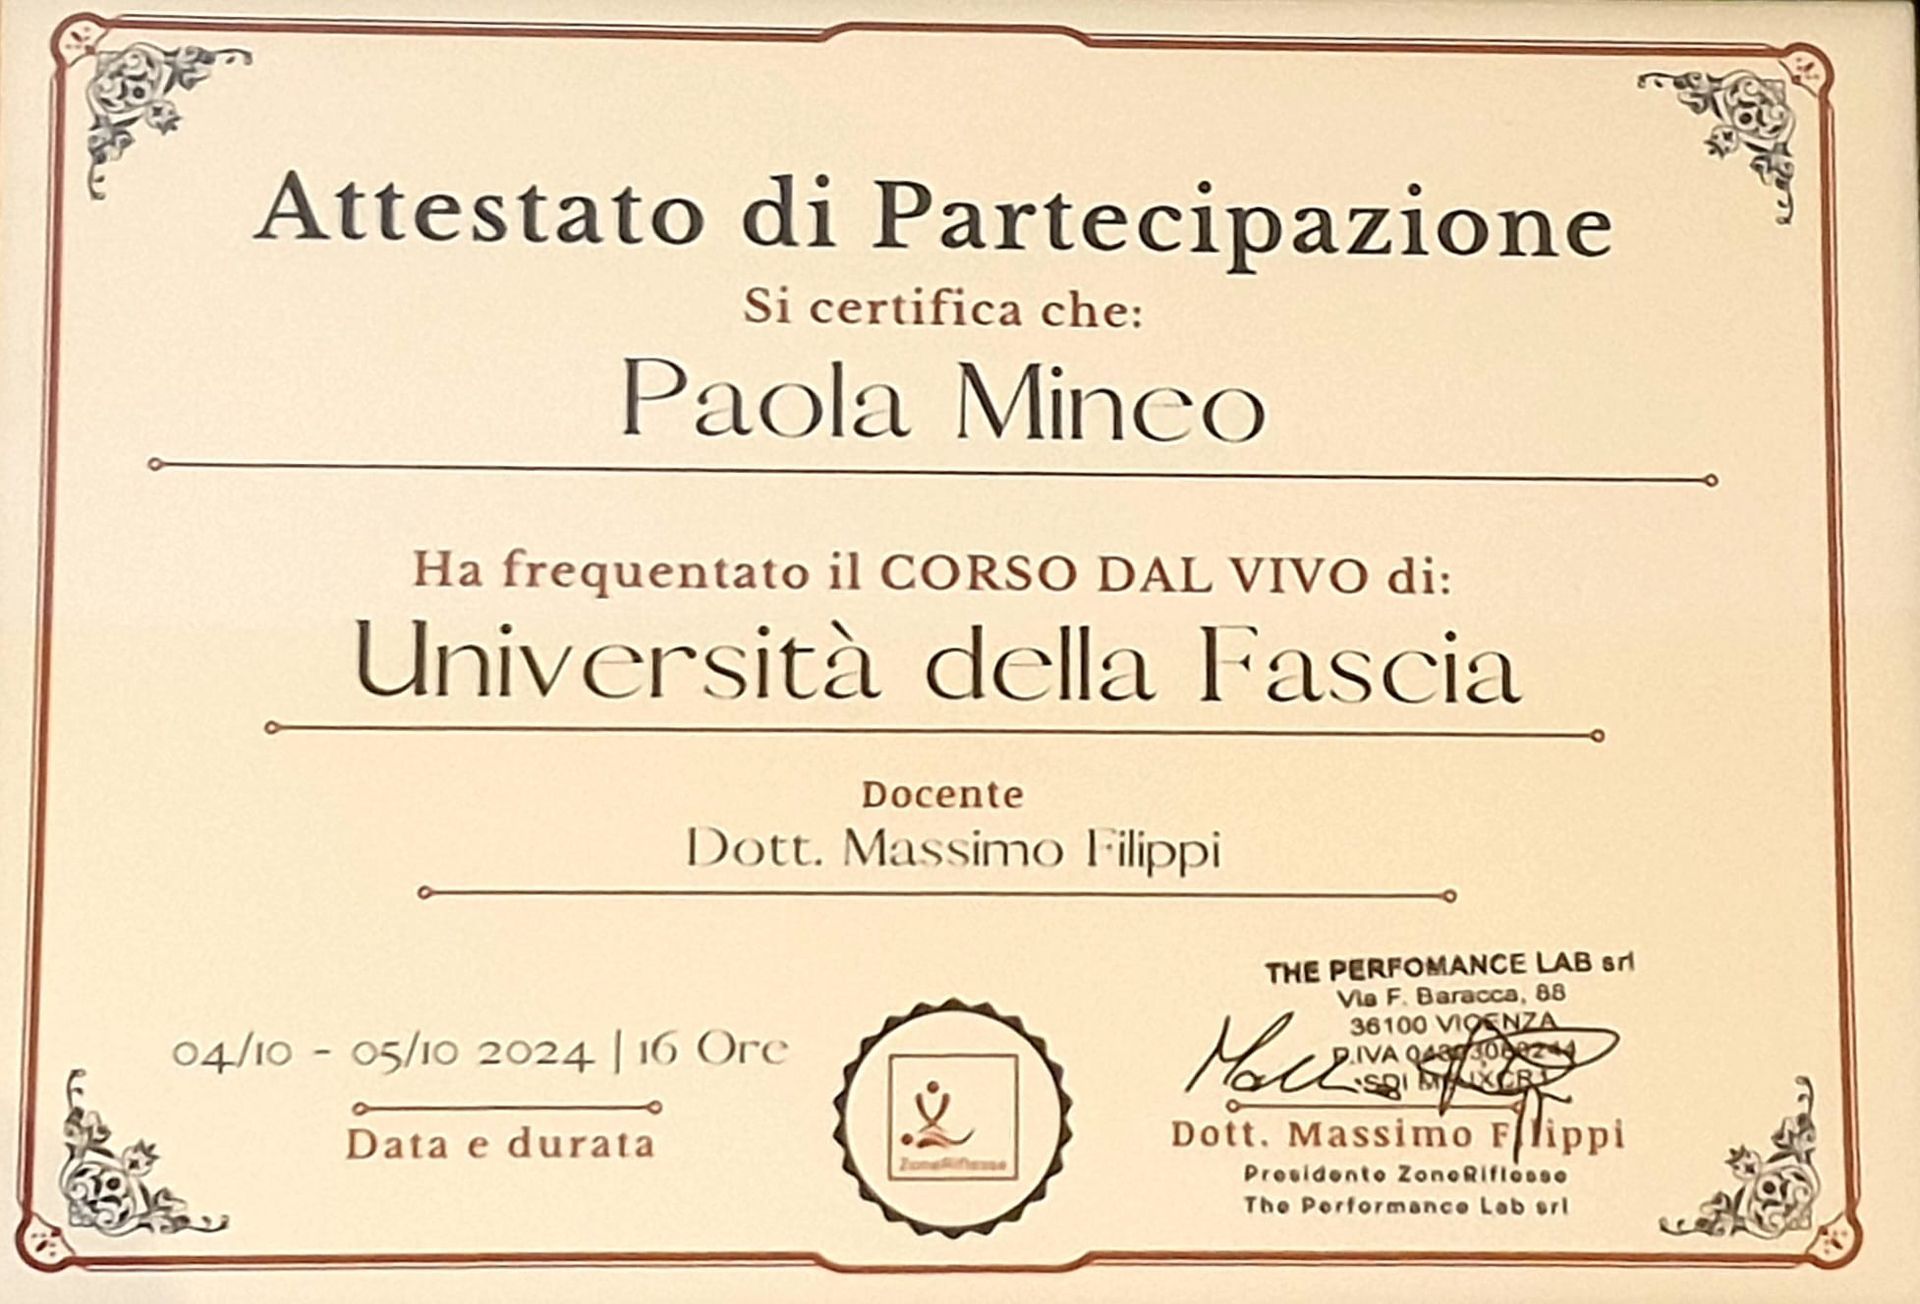 Attestato di Partecipazione
Si certifica che:
Paola Mineo
Ha frequentato il CORSO DAL VIVO di:
Università della Fascia
Docente
Dott. Massimo Filippi
04/10 - 05/10 2024 | 16 Ore
Data e durata
ZoneRiflesse
THE PERFOMANCE LAB srl
Via F. Baracca, 88
36100 VICENZA
P.IVA
SDI
Dott. Massimo Filippi
Presidente ZoneRiflesse
The Performance Lab srl